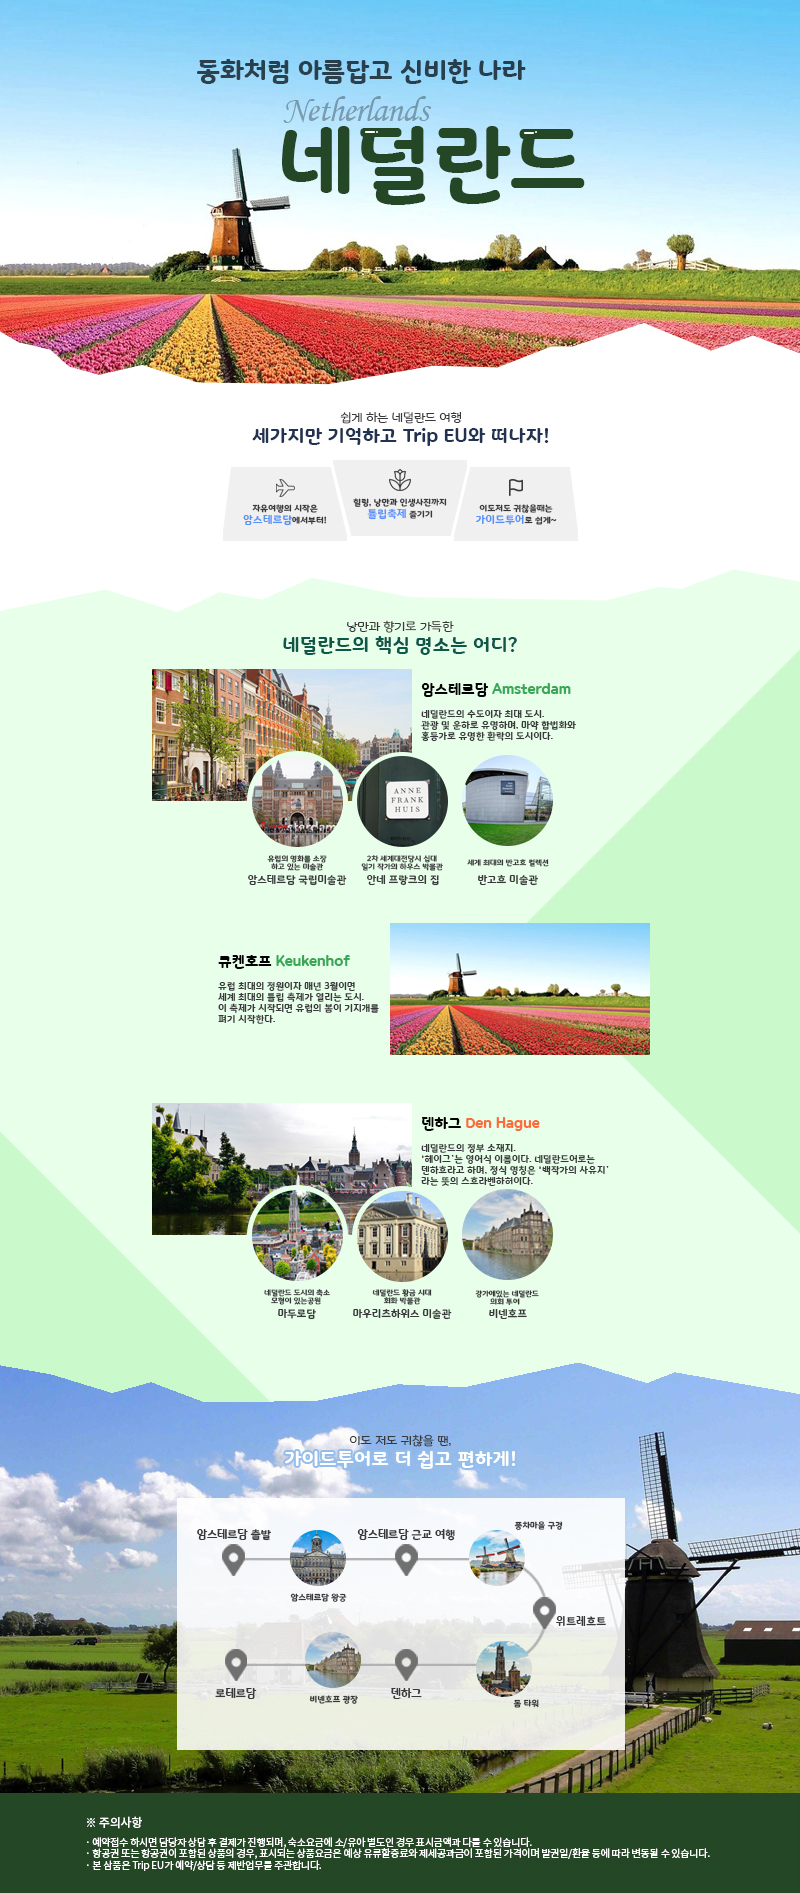 동화처럼 아름답고 신비한 나라
Netherlands
네덜란드
쉽게 하는 네덜란드 여행
세가지만 기억하고 Trip EU와 떠나자!
자유여행의 시작은
암스테르담에서부터!
힐링, 낭만과 인생사진까지
튤립축제 즐기기
이도저도 귀찮을때는
가이드투어로 쉽게~
낭만과 향기로 가득한
네덜란드의 핵심 명소는 어디?
암스테르담 Amsterdam
네덜란드의 수도이자 최대 도시.
관광 및 운하로 유명하며, 마약 합법화와
홍등가로 유명한 환락의 도시이다.
ANNE
FRANK
HUIS
유럽의 명화를 소장
하고 있는 미술관
암스테르담 국립미술관
2차 세계대전당시 십대
일기 작가의 하우스 박물관
안네 프랑크의 집
세계 최대의 반고흐 컬렉션
반고흐 미술관
큐켄호프 Keukenhof
유럽 최대의 정원이자 매년 3월이면
세계 최대의 튤립 축제가 열리는 도시.
이 축제가 시작되면 유럽의 봄이 기지개를
펴기 시작한다.
덴하그 Den Hague
네덜란드의 정부 소재지.
'헤이그'는 영어식 이름이다. 네덜란드어로는
덴하흐라고 하며, 정식 명칭은 '백작가의 사유지'
라는 뜻의 스흐라벤하허이다.
네덜란드 도시의 축소
모형이 있는공원
마두로담
네덜란드 황금 시대
회화 박물관
마우리츠하위스 미술관
강가에있는 네덜란드
의회 투어
비넨호프
이도 저도 귀찮을 땐,
가이드투어로 더 쉽고 편하게!
암스테르담 출발
암스테르담 왕궁
암스테르담 근교 여행
풍차마을 구경
위트레흐트
돔 타워
덴하그
비넨호프 광장
로테르담
※ 주의사항
· 예약접수 하시면 담당자 상담 후 결제가 진행되며, 숙소요금에 소/유아 별도인 경우 표시금액과 다를 수 있습니다.
· 항공권 또는 항공권이 포함된 상품의 경우, 표시되는 상품요금은 예상 유류할증료와 제세공과금이 포함된 가격이며 발권일/환율 등에 따라 변동될 수 있습니다.
· 본 상품은 Trip EU가 예약/상담 등 제반업무를 주관합니다.